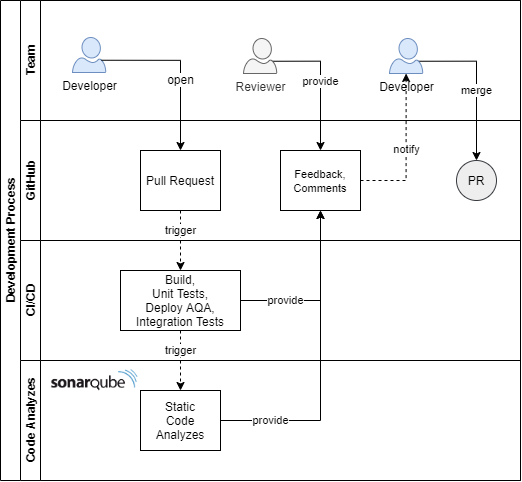 Development Process
Team
Developer
open
Reviewer
provide
Developer
merge
GitHub
Pull Request
Feedback,
Comments
notify
PR
trigger
CI/CD
Build,
Unit Tests,
Deploy AQA,
Integration Tests
provide
trigger
Code Analyzes
sonarqube
Static
Code
Analyzes
provide